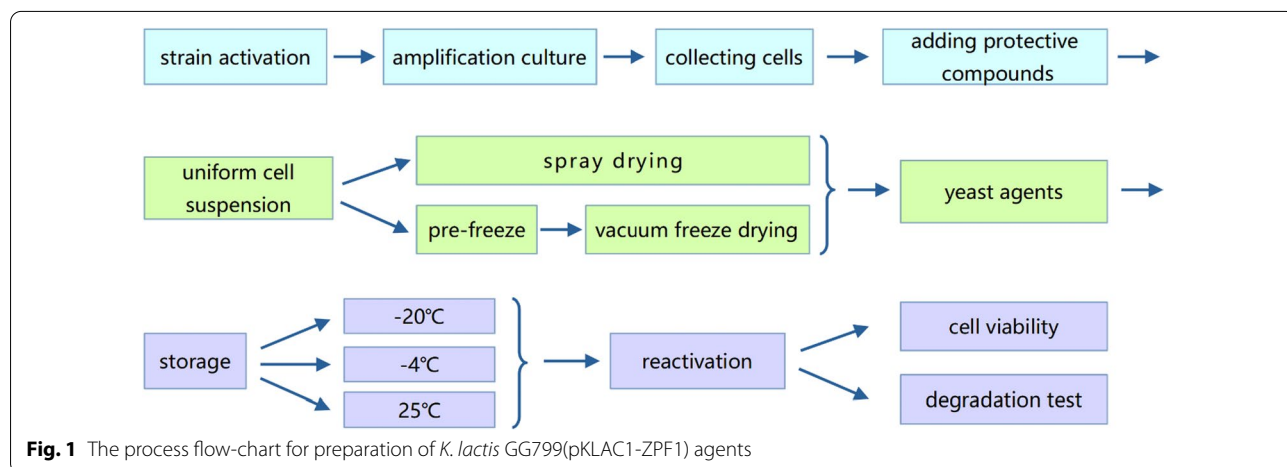 strain activation
amplification culture
collecting cells
adding protective
compounds
uniform cell
suspension
spray drying
pre-freeze
vacuum freeze drying
yeast agents
storage
-20℃
-4℃
25℃
reactivation
cell viability
degradation test
Fig. 1 The process flow-chart for preparation of K. lactis GG799(pKLAC1-ZPF1) agents